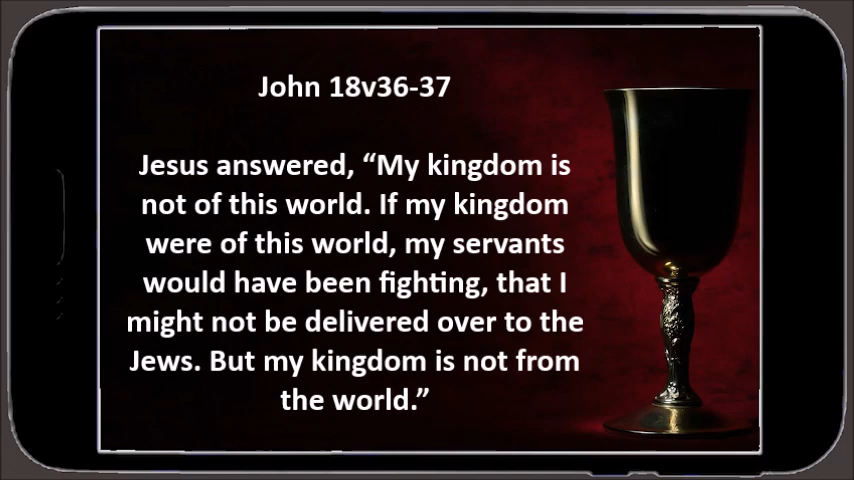 John 18v36-37
Jesus answered, “My kingdom is
not of this world. If my kingdom
were of this world, my servants
would have been fighting, that I
might not be delivered over to the
Jews. But my kingdom is not from
the world.”